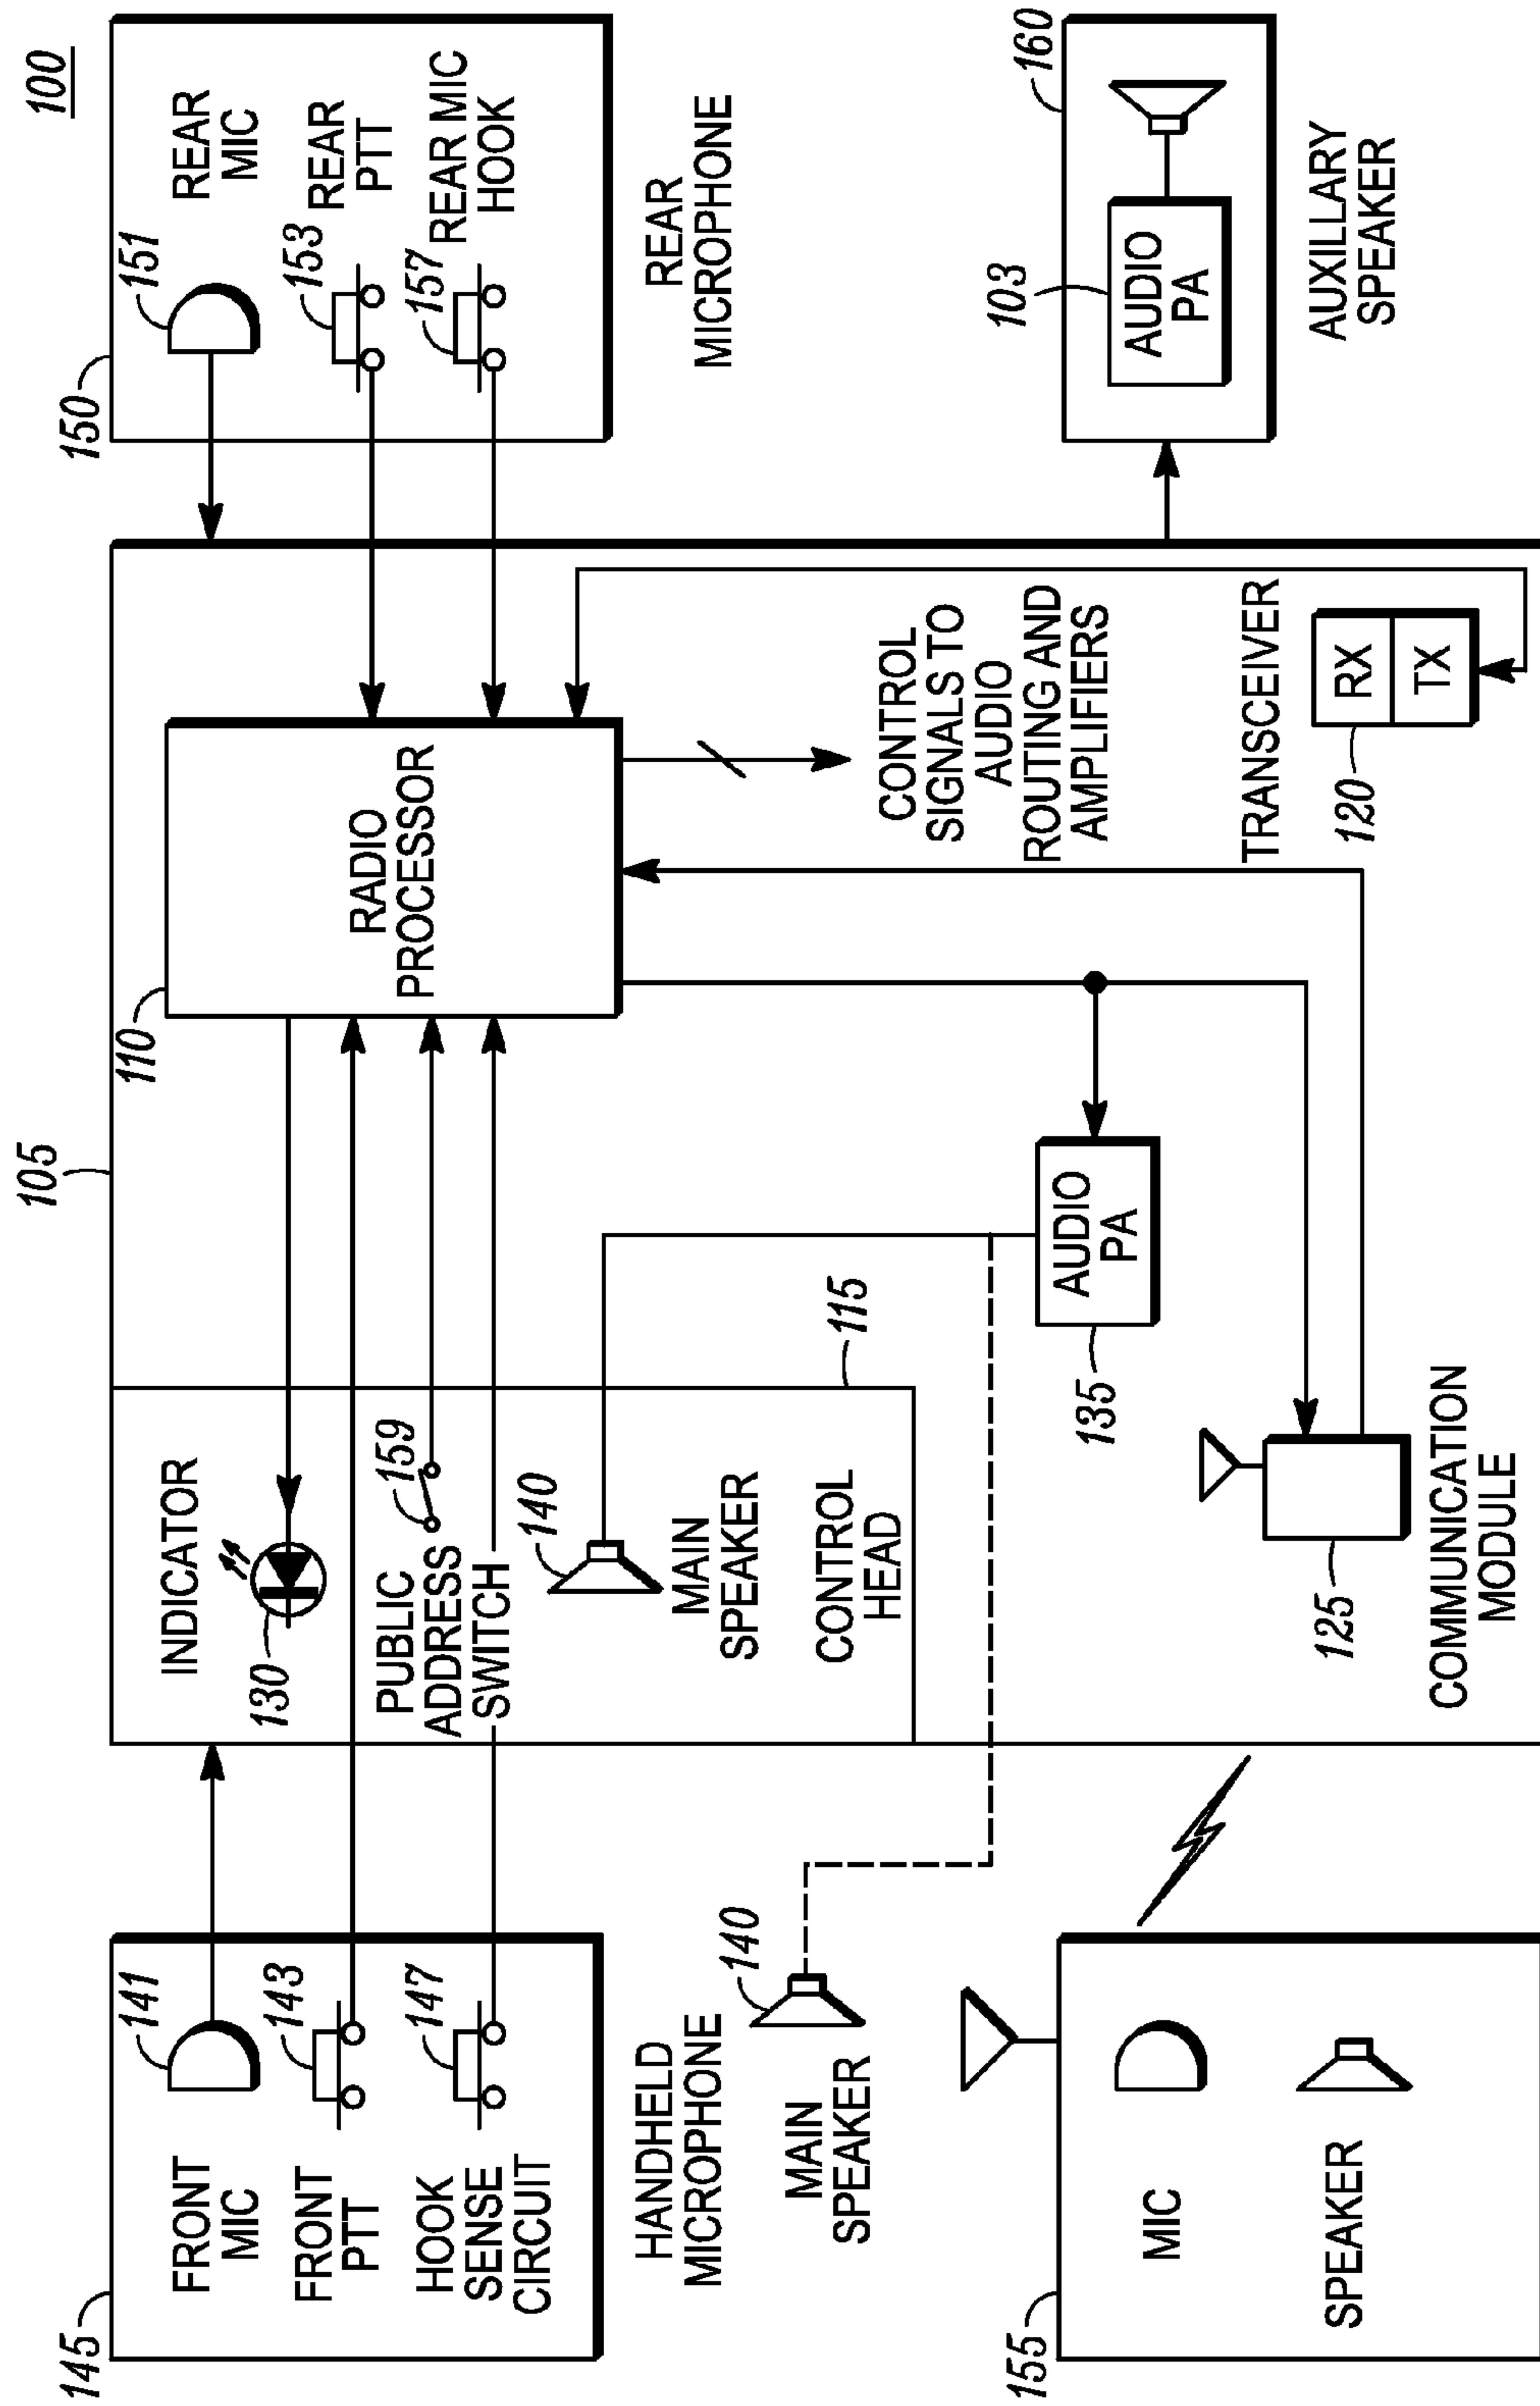 100
145
FRONT
MIC
141
FRONT
PTT
143
HOOK
SENSE
CIRCUIT
147
HANDHELD
MICROPHONE
MAIN
SPEAKER
140
155
MIC
SPEAKER
105
INDICATOR
130
PUBLIC
ADDRESS
SWITCH
159
140
MAIN
SPEAKER
CONTROL
HEAD
115
110
RADIO
PROCESSOR
AUDIO
PA
135
125
COMMUNICATION
MODULE
CONTROL
SIGNALS TO
AUDIO
ROUTING AND
AMPLIFIERS
TRANSCEIVER
RX
TX
120
150
151
REAR
MIC
153
REAR
PTT
157
REAR MIC
HOOK
REAR
MICROPHONE
160
103
AUDIO
PA
AUXILLARY
SPEAKER